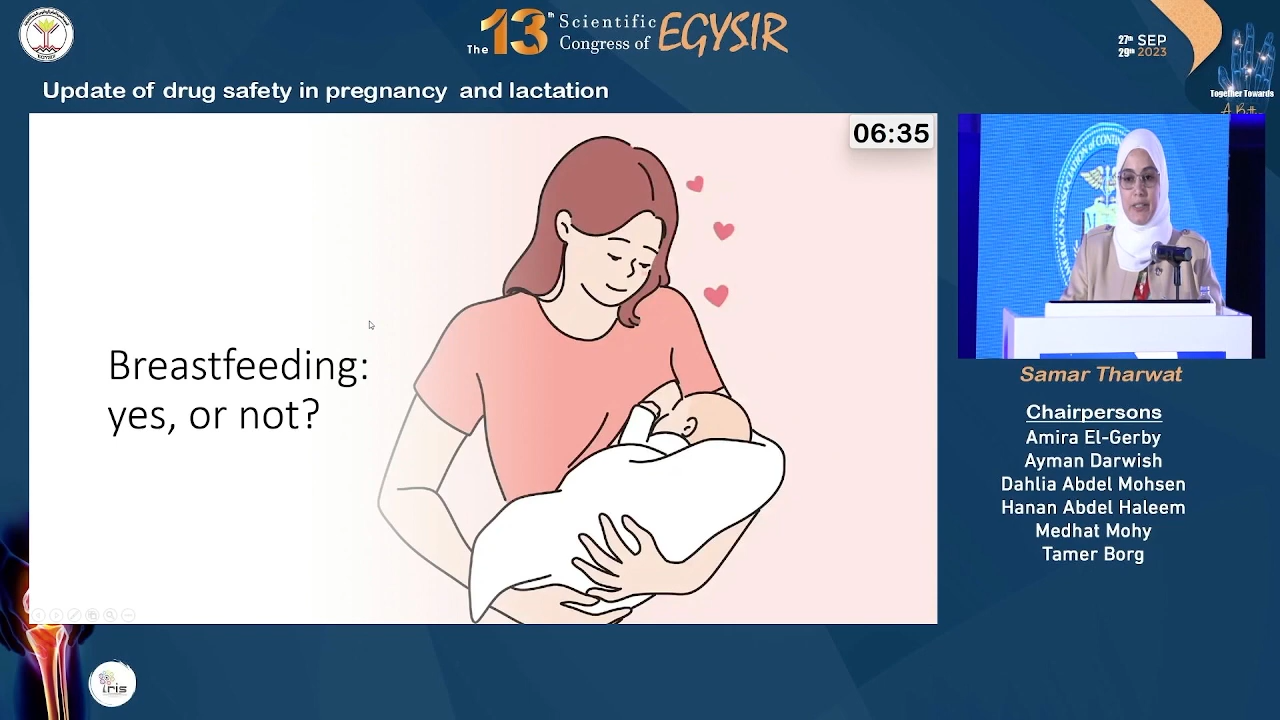 The 13th Scientific
Congress of EGYSIR
27th SEP
29th 2023
Together Towards
Update of drug safety in pregnancy and lactation
06:35
Breastfeeding:
yes, or not?
Samar Tharwat
Chairpersons
Amira El-Gerby
Ayman Darwish
Dahlia Abdel Mohsen
Hanan Abdel Haleem
Medhat Mohy
Tamer Borg
iris